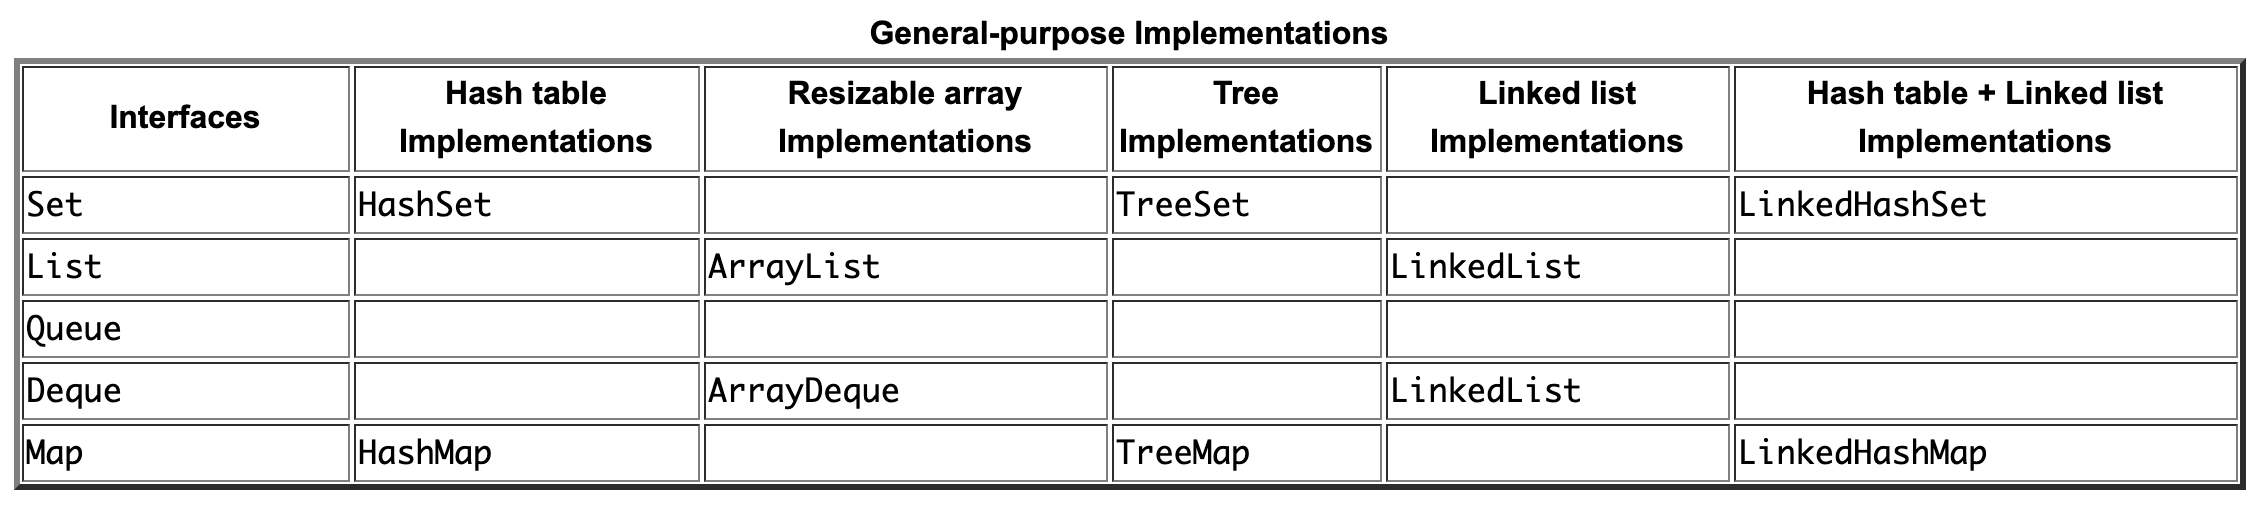 General-purpose Implementations
Interfaces Hash table Implementations Resizable array Implementations Tree Implementations Linked list Implementations Hash table + Linked list Implementations
Set HashSet TreeSet LinkedHashSet
List ArrayList LinkedList
Queue
Deque ArrayDeque LinkedList
Map HashMap TreeMap LinkedHashMap